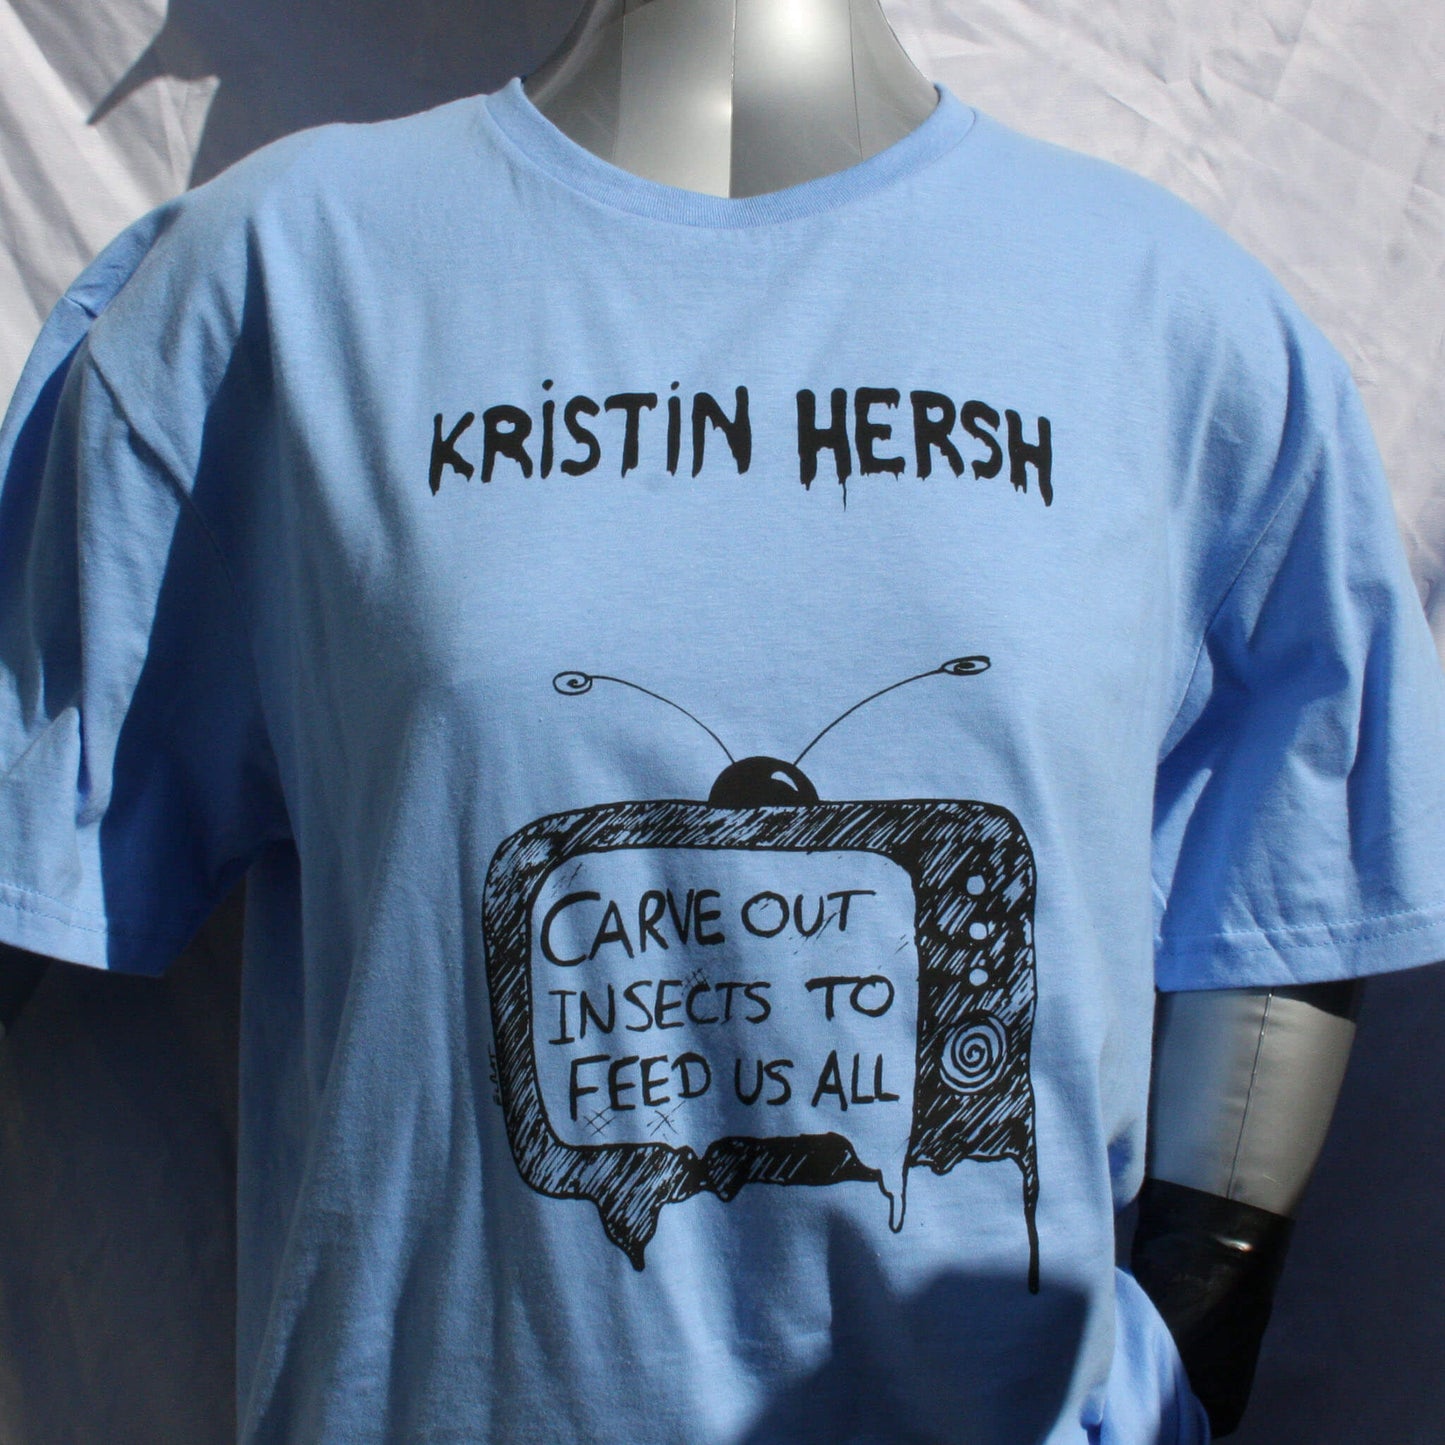 KRiSTiN HERSH
CARVE OUT
INSECTS TO
FEED US ALL